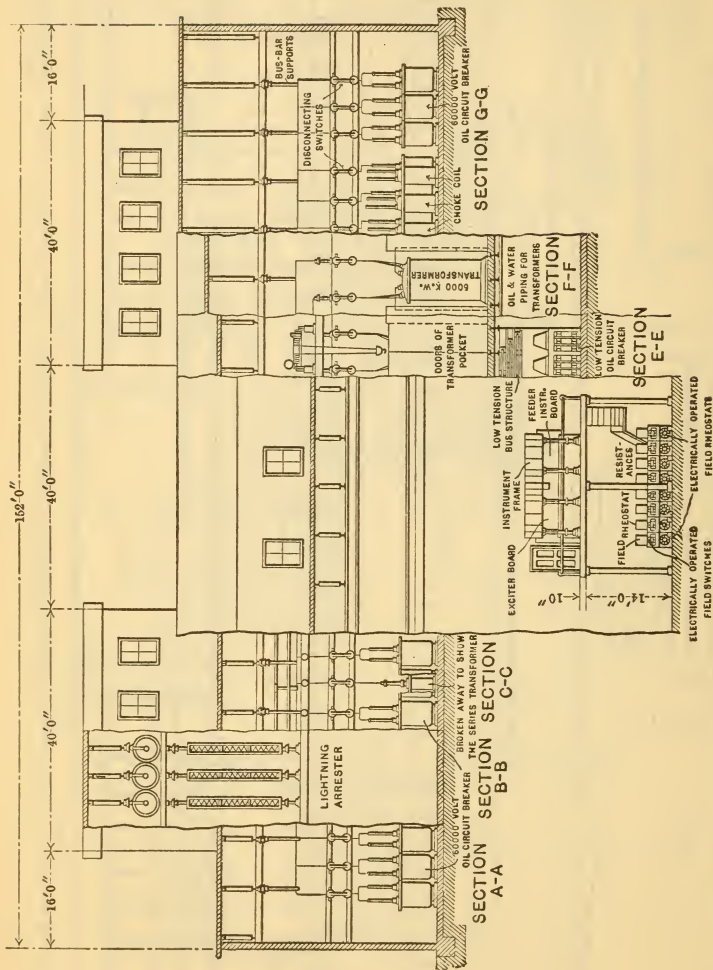 152'0"
16'0"
40'0"
40'0"
40'0"
16'0"
BUS-BAR
SUPPORTS
DISCONNECTING
SWITCHES
LIGHTNING
ARRESTER
60000 VOLT
OIL CIRCUIT BREAKER
SECTION
A-A
SECTION
B-B
BROKEN AWAY TO SHOW
THE SERIES TRANSFORMER
SECTION
C-C
EXCITER BOARD
INSTRUMENT
FRAME
FEEDER
INSTR.
BOARD
LOW TENSION
BUS STRUCTURE
10"
14'0"
FIELD RHEOSTAT
RESIST-
ANCES
ELECTRICALLY OPERATED
FIELD SWITCHES
ELECTRICALLY OPERATED
FIELD RHEOSTATS
DOORS OF
TRANSFORMER
POCKET
LOW TENSION
OIL CIRCUIT
BREAKER
SECTION
E-E
K.W.
TRANSFORMER
OIL & WATER
PIPING FOR
TRANSFORMERS
SECTION
F-F
CHOKE COIL
60000 VOLT
OIL CIRCUIT BREAKER
SECTION G-G